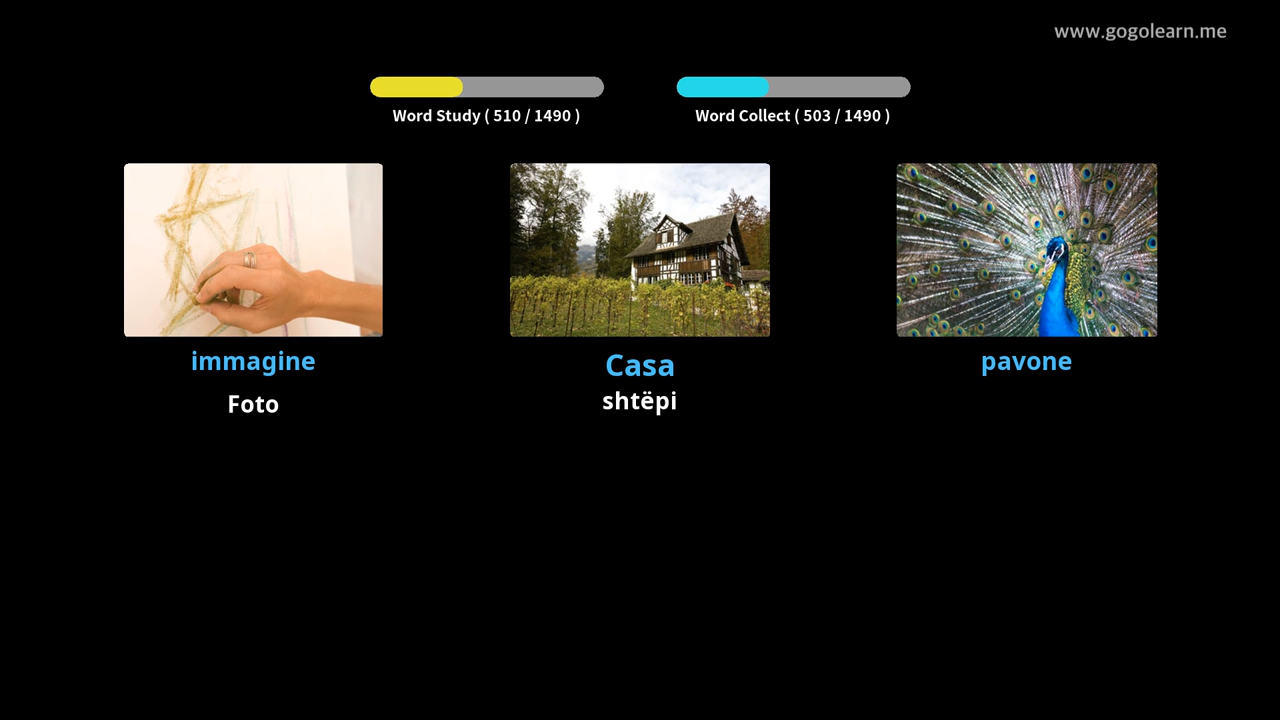 www.gogolearn.me
Word Study ( 510 / 1490 )
Word Collect ( 503 / 1490 )
immagine
Foto
Casa
shtëpi
pavone